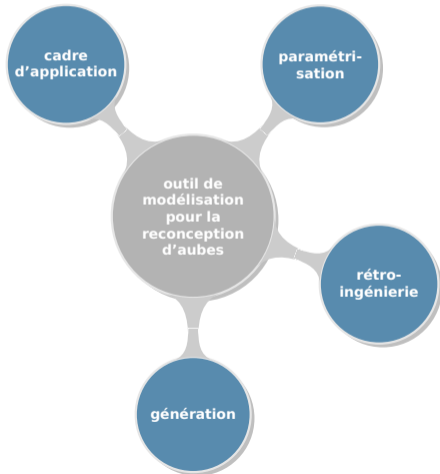 cadre
d'application
paramétri-
sation
outil de
modélisation
pour la
reconception
d'aubes
rétro-
ingénierie
génération